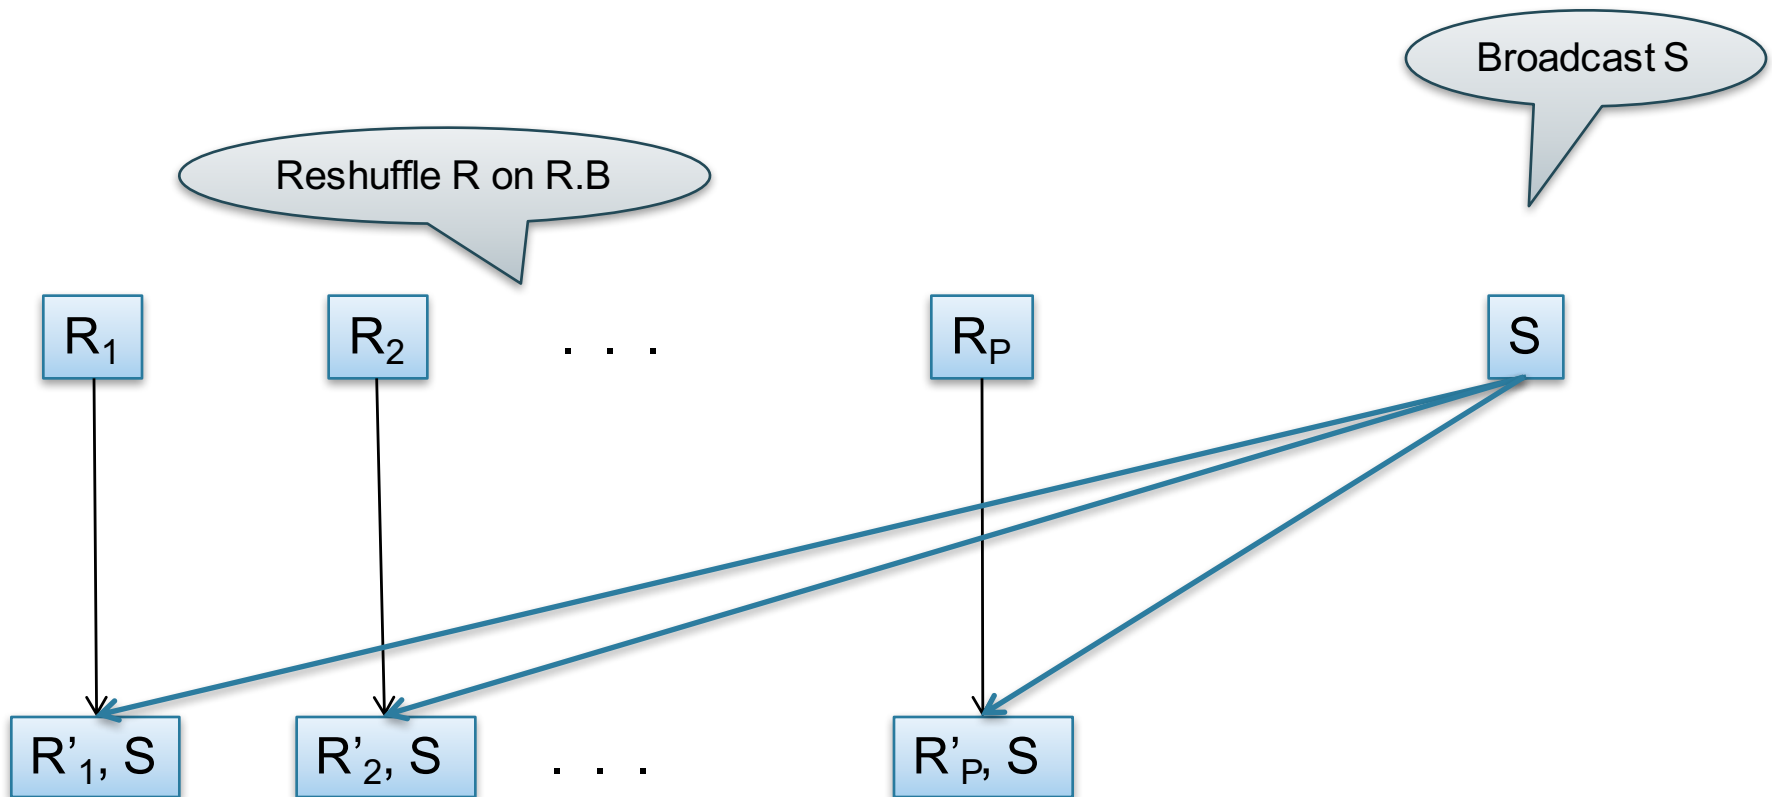 Broadcast S
Reshuffle R on R.B
R1 R2 . . . RP S
R’1, S R’2, S . . . R’P, S